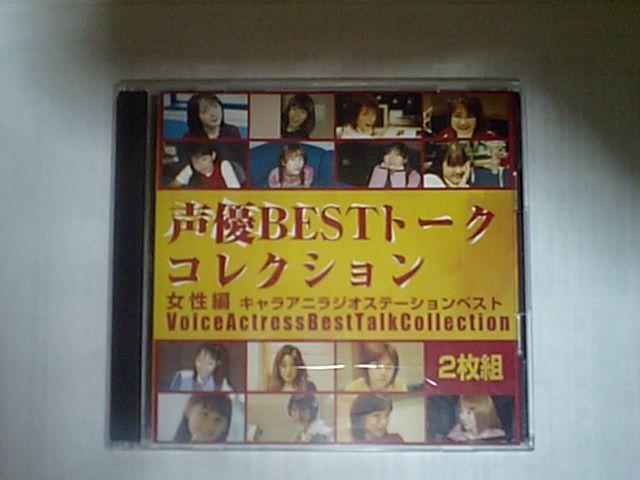 声優BESTトーク
コレクション
女性編 キャラアニラジオステーションベスト
VoiceActressBestTalkCollection
2枚組